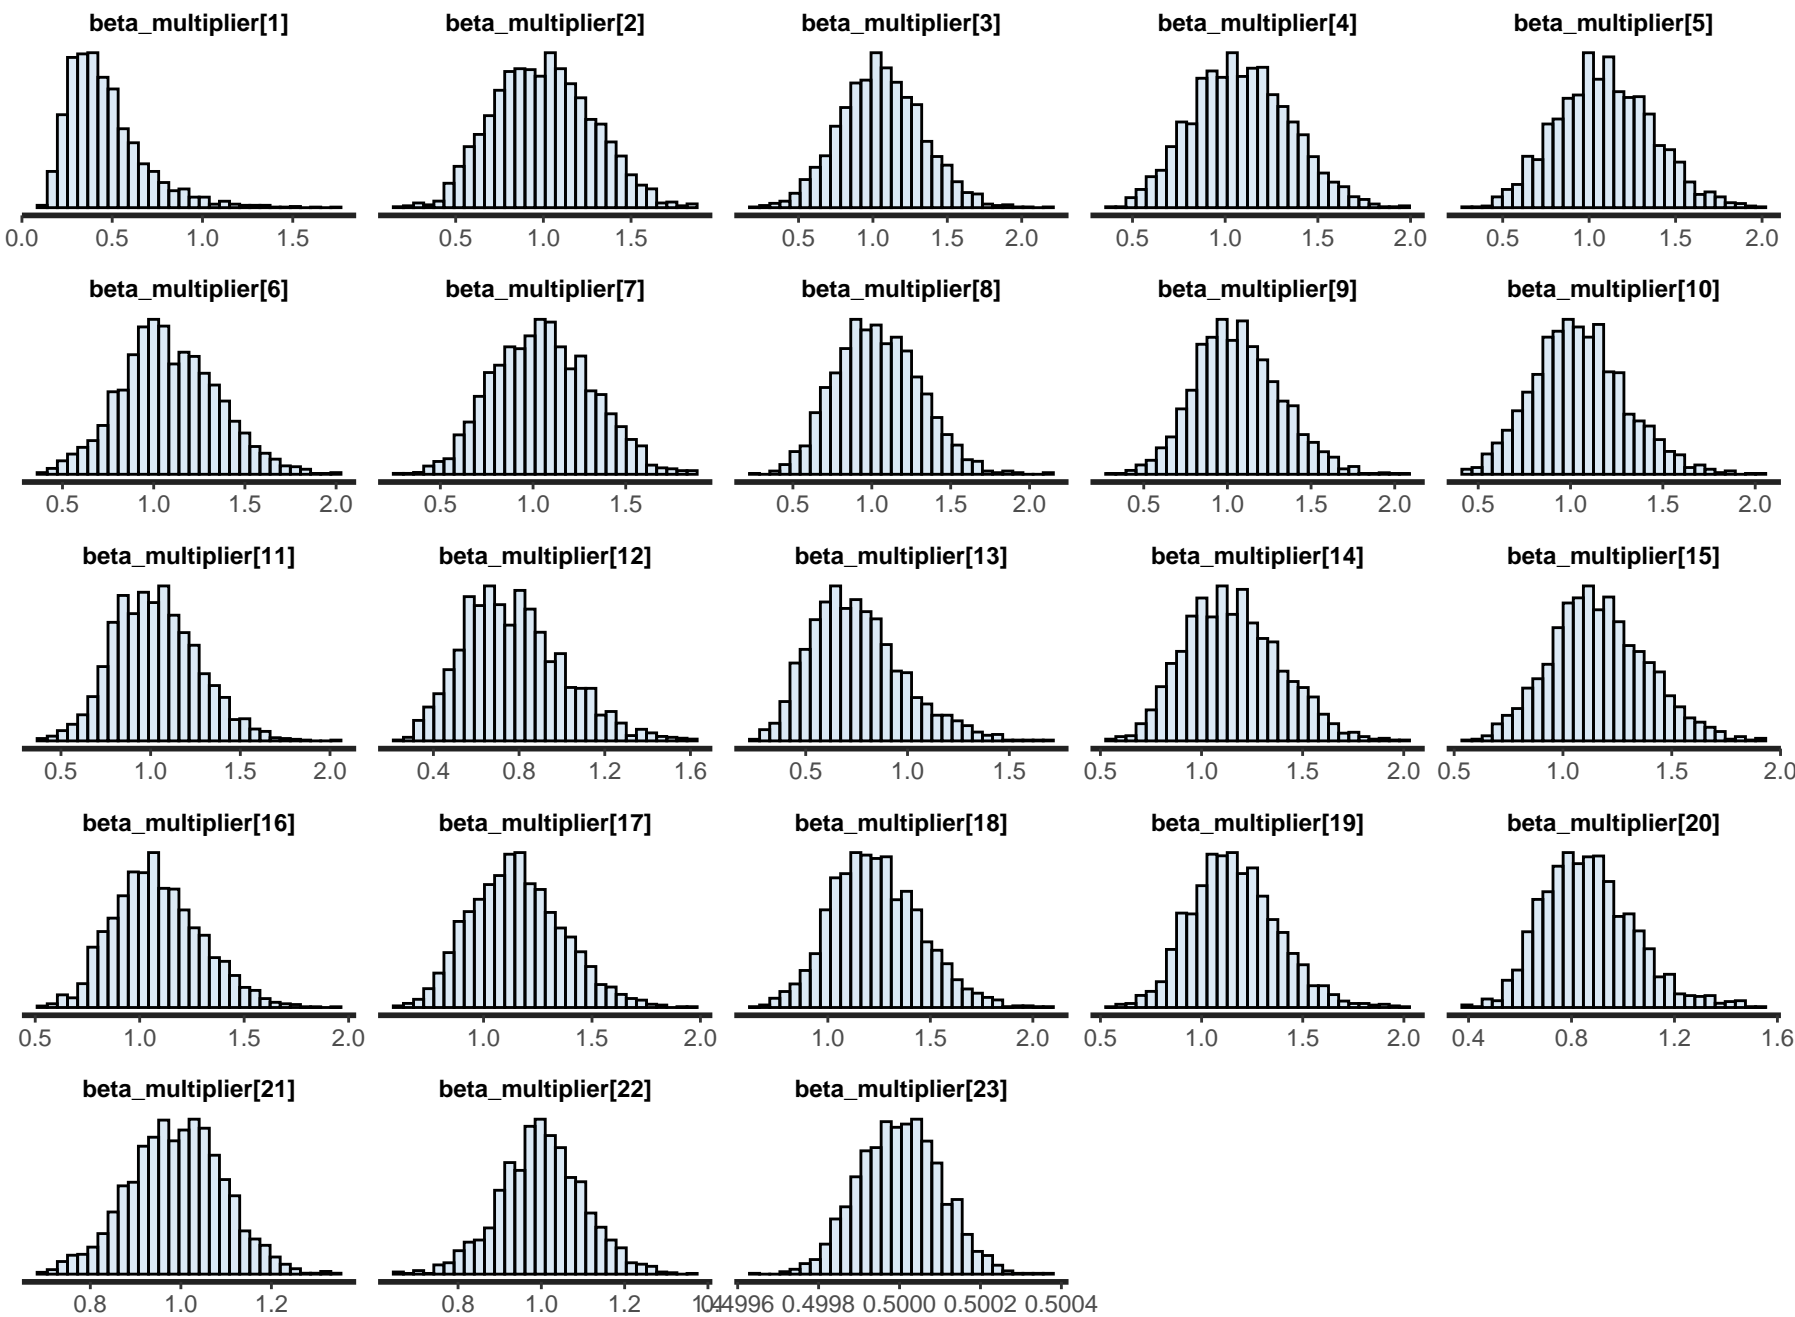 beta_multiplier[1] beta_multiplier[2] beta_multiplier[3] beta_multiplier[4] beta_multiplier[5]
0.0 0.5 1.0 1.5 0.5 1.0 1.5 0.5 1.0 1.5 2.0 0.5 1.0 1.5 2.0 0.5 1.0 1.5 2.0
beta_multiplier[6] beta_multiplier[7] beta_multiplier[8] beta_multiplier[9] beta_multiplier[10]
0.5 1.0 1.5 2.0 0.5 1.0 1.5 0.5 1.0 1.5 2.0 0.5 1.0 1.5 2.0 0.5 1.0 1.5 2.0
beta_multiplier[11] beta_multiplier[12] beta_multiplier[13] beta_multiplier[14] beta_multiplier[15]
0.5 1.0 1.5 2.0 0.4 0.8 1.2 1.6 0.5 1.0 1.5 0.5 1.0 1.5 2.0 0.5 1.0 1.5 2.0
beta_multiplier[16] beta_multiplier[17] beta_multiplier[18] beta_multiplier[19] beta_multiplier[20]
0.5 1.0 1.5 2.0 1.0 1.5 2.0 1.0 1.5 2.0 0.5 1.0 1.5 2.0 0.4 0.8 1.2 1.6
beta_multiplier[21] beta_multiplier[22] beta_multiplier[23]
0.8 1.0 1.2 0.8 1.0 1.2 1.4 0.4996 0.4998 0.5000 0.5002 0.5004